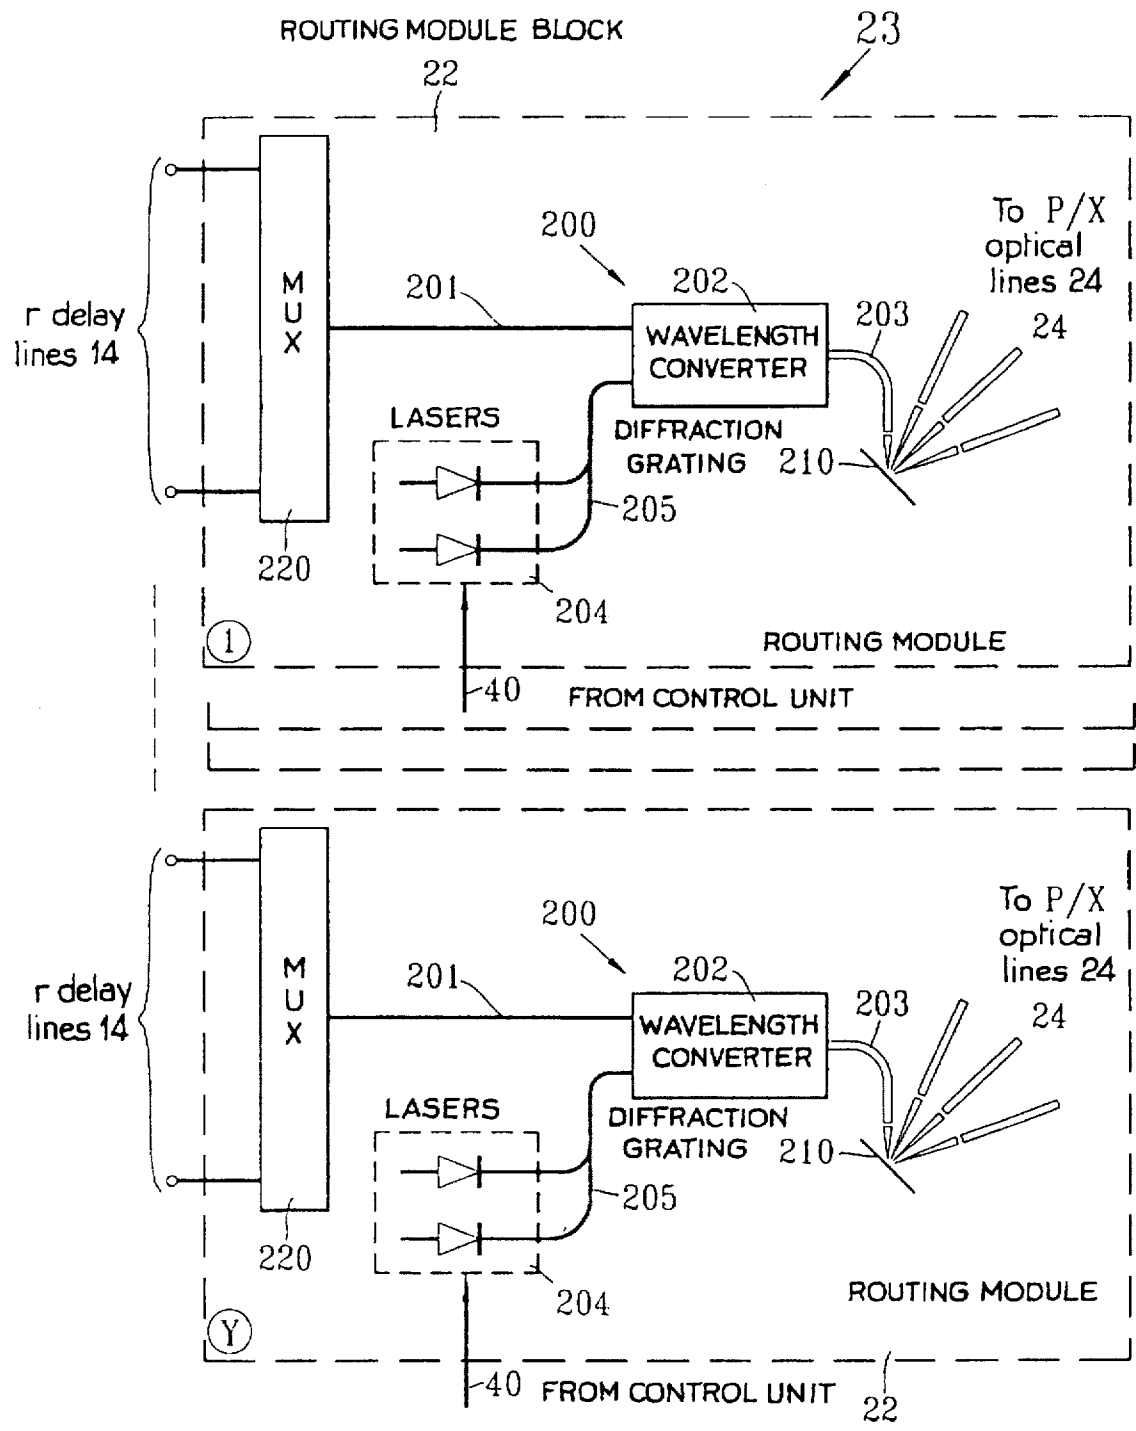 ROUTING MODULE BLOCK
23
22
To P/X
optical
lines 24
MUX
200
201
202
203
24
r delay
lines 14
WAVELENGTH
CONVERTER
LASERS
DIFFRACTION
GRATING
210
205
220
204
1
ROUTING MODULE
40
FROM CONTROL UNIT
To P/X
optical
lines 24
MUX
200
201
202
203
24
r delay
lines 14
WAVELENGTH
CONVERTER
LASERS
DIFFRACTION
GRATING
210
205
220
204
ROUTING MODULE
Y
40
FROM CONTROL UNIT
22